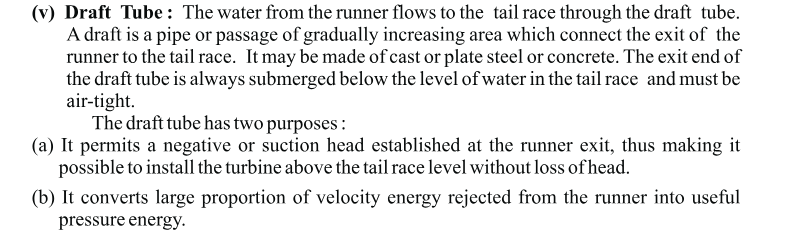 (v) Draft Tube : The water from the runner flows to the tail race through the draft tube.
A draft is a pipe or passage of gradually increasing area which connect the exit of the
runner to the tail race. It may be made of cast or plate steel or concrete. The exit end of
the draft tube is always submerged below the level of water in the tail race and must be
air-tight.
The draft tube has two purposes :
(a) It permits a negative or suction head established at the runner exit, thus making it
possible to install the turbine above the tail race level without loss of head.
(b) It converts large proportion of velocity energy rejected from the runner into useful
pressure energy.